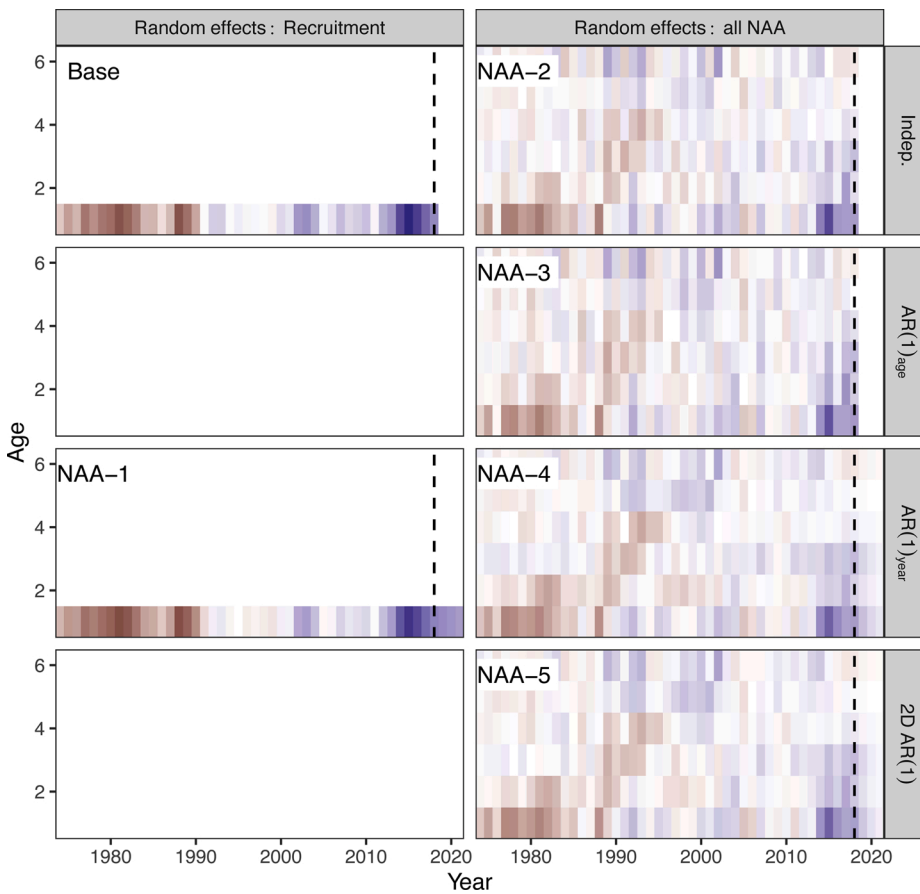 Random effects : Recruitment
Random effects : all NAA
Base
NAA−2
Indep.
6
4
2
NAA−3
AR(1)age
6
4
2
NAA−1
NAA−4
AR(1)year
6
4
2
NAA−5
2D AR(1)
6
4
2
Age
1980 1990 2000 2010 2020
1980 1990 2000 2010 2020
Year